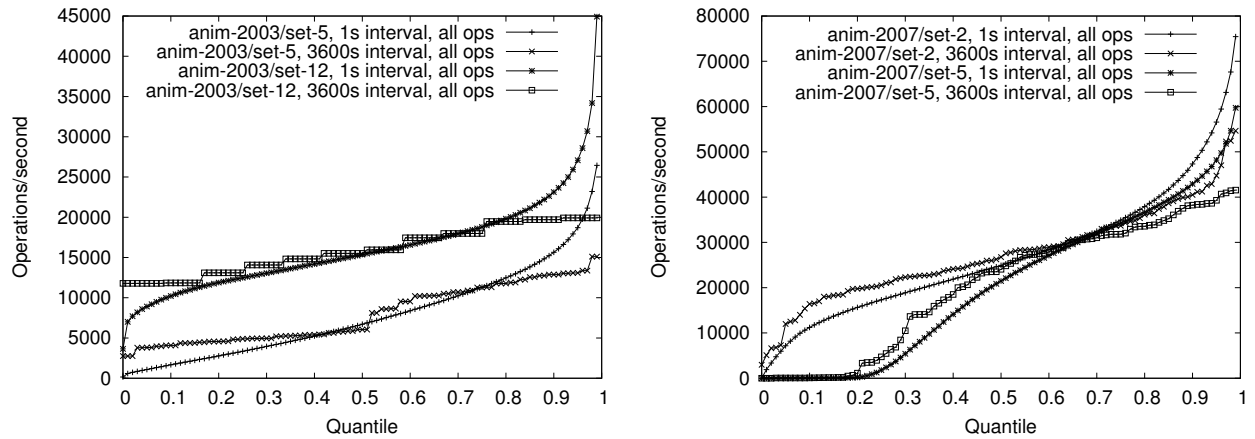 45000
40000
35000
30000
25000
20000
15000
10000
5000
0
Operations/second
anim-2003/set-5, 1s interval, all ops
anim-2003/set-5, 3600s interval, all ops
anim-2003/set-12, 1s interval, all ops
anim-2003/set-12, 3600s interval, all ops
0 0.1 0.2 0.3 0.4 0.5 0.6 0.7 0.8 0.9 1
Quantile
80000
70000
60000
50000
40000
30000
20000
10000
0
Operations/second
anim-2007/set-2, 1s interval, all ops
anim-2007/set-2, 3600s interval, all ops
anim-2007/set-5, 1s interval, all ops
anim-2007/set-5, 3600s interval, all ops
0 0.1 0.2 0.3 0.4 0.5 0.6 0.7 0.8 0.9 1
Quantile